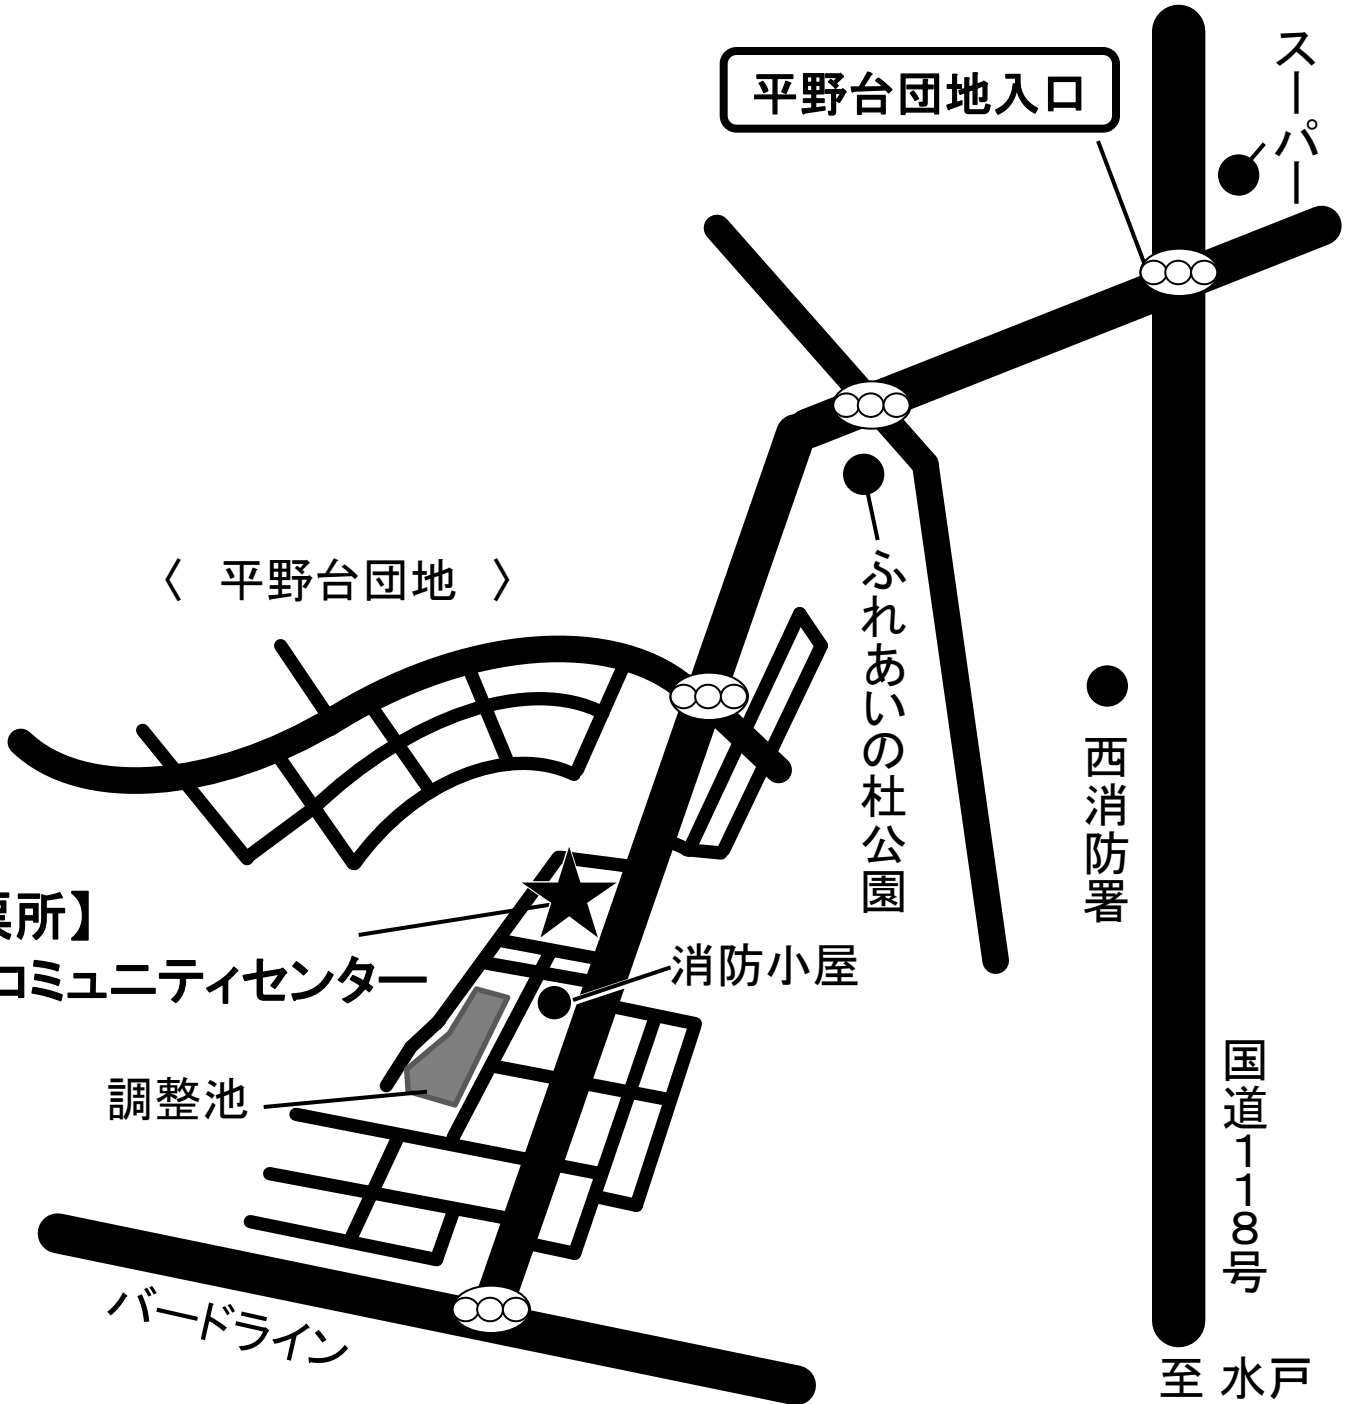 平野台団地入口
スーパー
〈 平野台団地 〉
ふれあいの杜公園
西消防署
票所】
コミュニティセンター
消防小屋
調整池
国道118号
バードライン
至 水戸